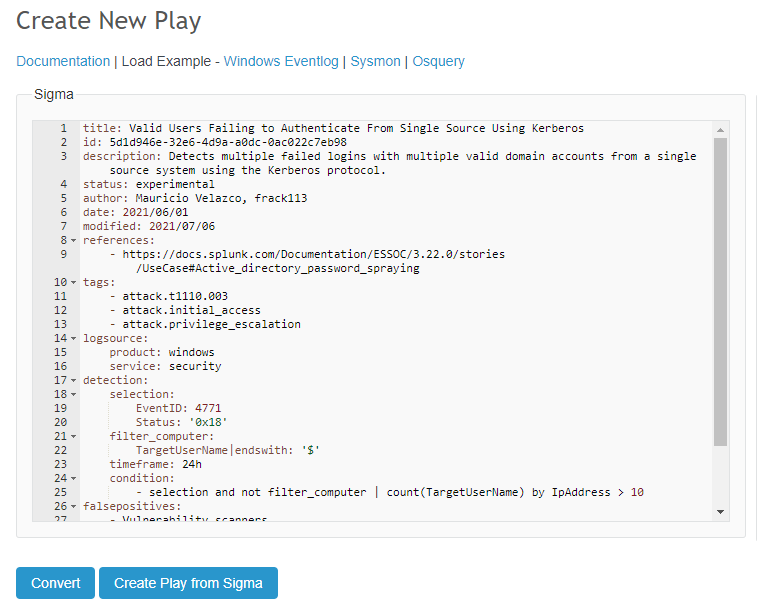 Create New Play
Documentation | Load Example - Windows Eventlog | Sysmon | Osquery
Sigma
1 title: Valid Users Failing to Authenticate From Single Source Using Kerberos
2 id: 5d1d946e-32e6-4d9a-a0dc-0ac022c7eb98
3 description: Detects multiple failed logins with multiple valid domain accounts from a single
source system using the Kerberos protocol.
4 status: experimental
5 author: Mauricio Velazco, frack113
6 date: 2021/06/01
7 modified: 2021/07/06
8 references:
9 - https://docs.splunk.com/Documentation/ESSOC/3.22.0/stories
/UseCase#Active_directory_password_spraying
10 tags:
11 - attack.t1110.003
12 - attack.initial_access
13 - attack.privilege_escalation
14 logsource:
15 product: windows
16 service: security
17 detection:
18 selection:
19 EventID: 4771
20 Status: '0x18'
21 filter_computer:
22 TargetUserName|endswith: '$'
23 timeframe: 24h
24 condition:
25 - selection and not filter_computer | count(TargetUserName) by IpAddress > 10
26 falsepositives:
27 - Vulnerability scanners
Convert
Create Play from Sigma